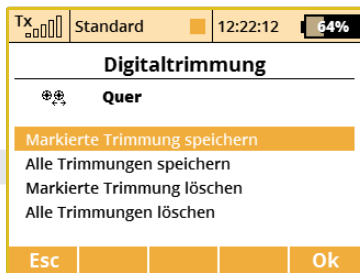 Tx Standard 12:22:12 64%
Digitaltrimmung
Quer
Markierte Trimmung speichern
Alle Trimmungen speichern
Markierte Trimmung löschen
Alle Trimmungen löschen
Esc Ok